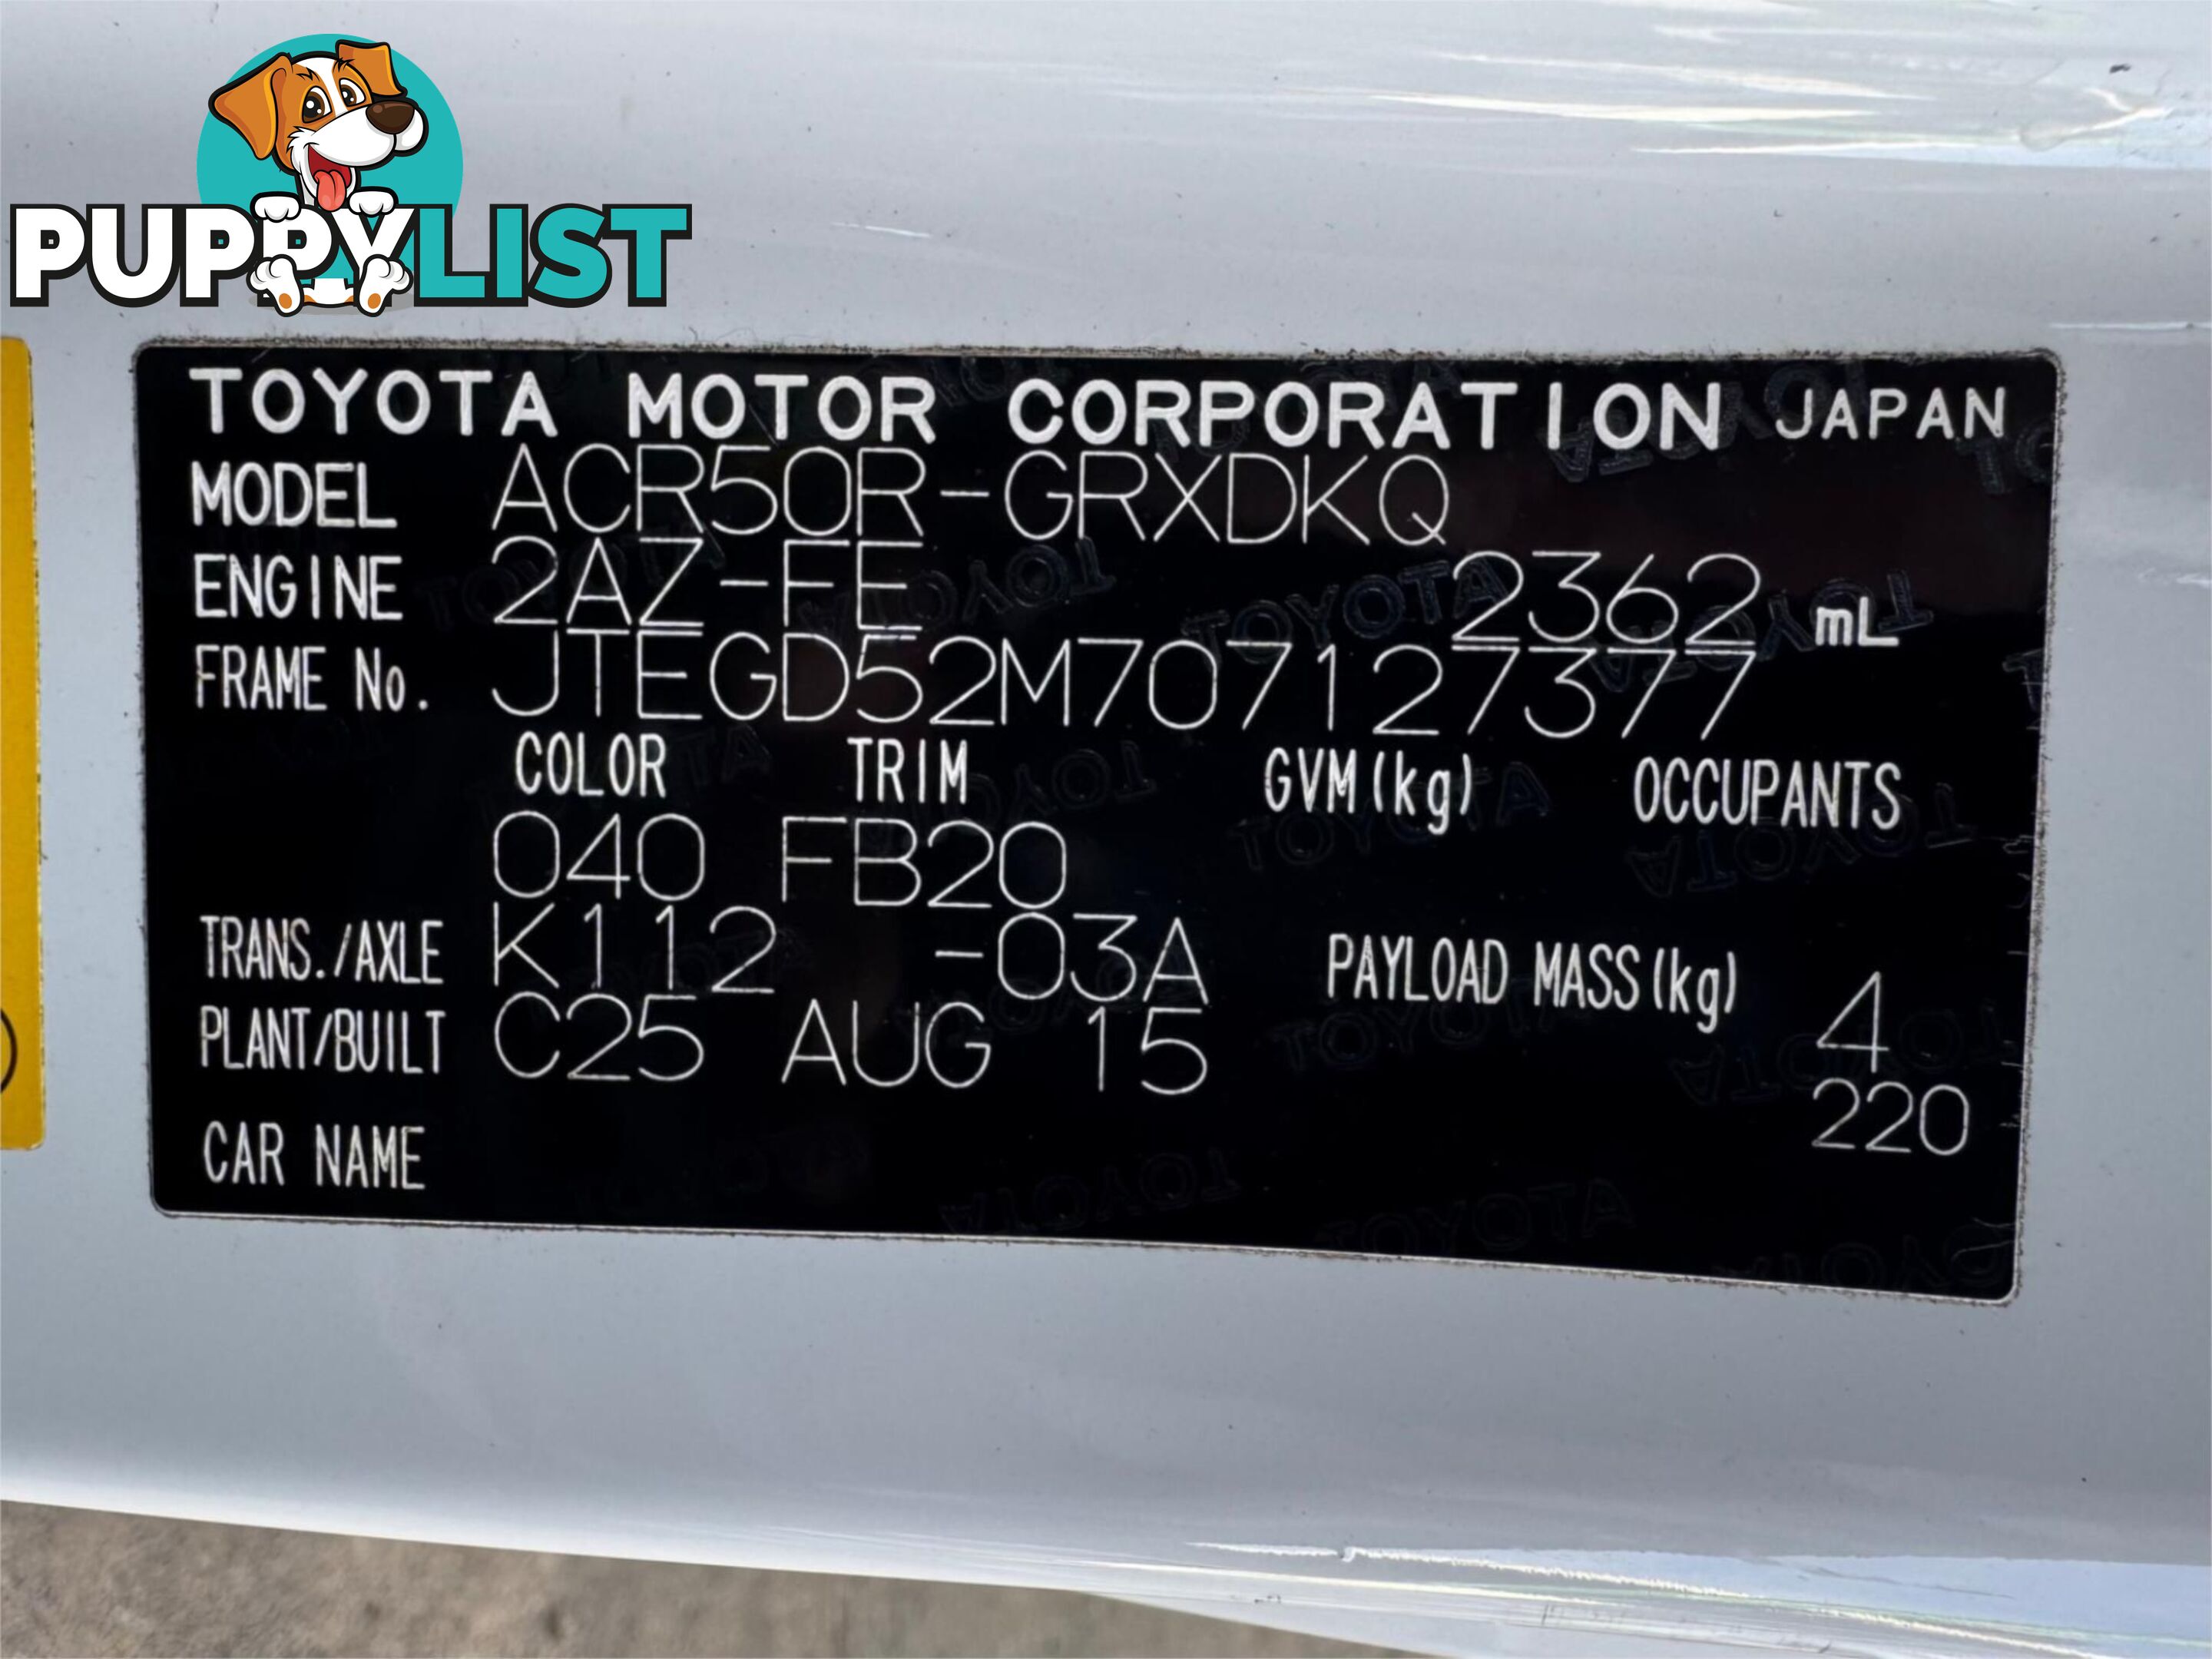 PUPPYLIST
TOYOTA MOTOR CORPORATION JAPAN
MODEL ACR50R-GRXDKQ
ENGINE 2AZ-FE 2362 mL
FRAME No. JTEGD52M707127377
COLOR TRIM GVM(kg) OCCUPANTS
040 FB20
TRANS./AXLE K112 -03A PAYLOAD MASS(kg) 4
PLANT/BUILT C25 AUG 15
220
CAR NAME